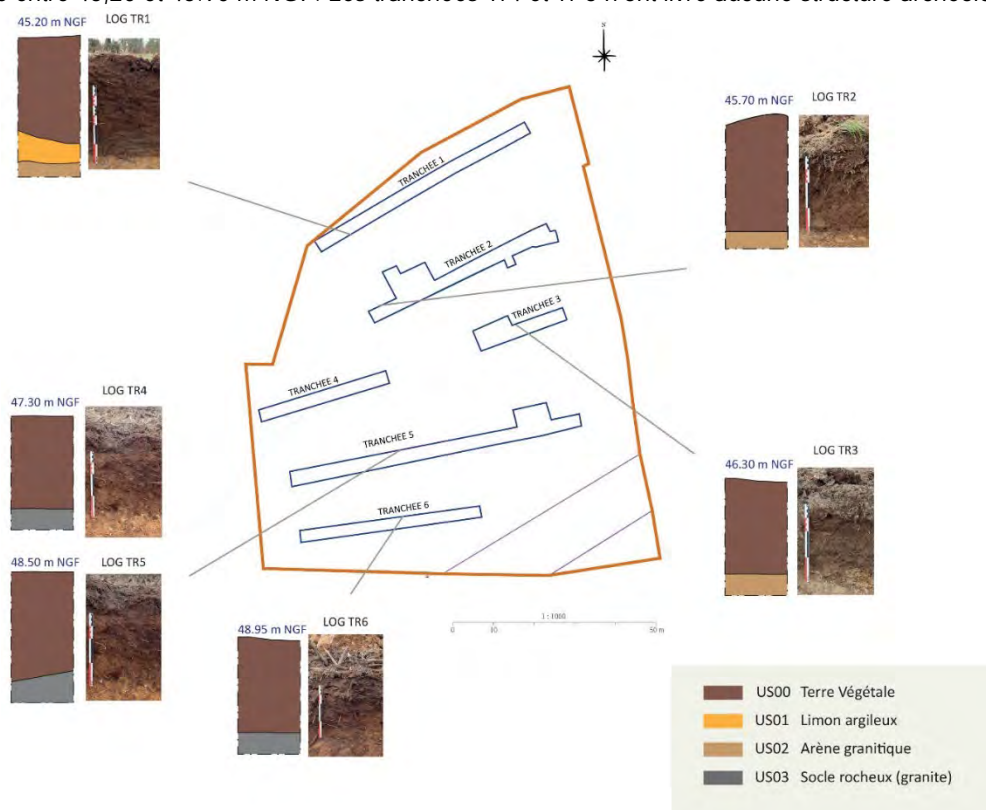 45.20 m NGF
LOG TR1
N
45.70 m NGF
LOG TR2
TRANCHEE 1
TRANCHEE 2
TRANCHEE 3
TRANCHEE 4
47.30 m NGF
LOG TR4
TRANCHEE 5
46.30 m NGF
LOG TR3
TRANCHEE 6
48.50 m NGF
LOG TR5
48.95 m NGF
LOG TR6
1 : 1000
0 10 50 m
US00 Terre Végétale
US01 Limon argileux
US02 Arène granitique
US03 Socle rocheux (granite)